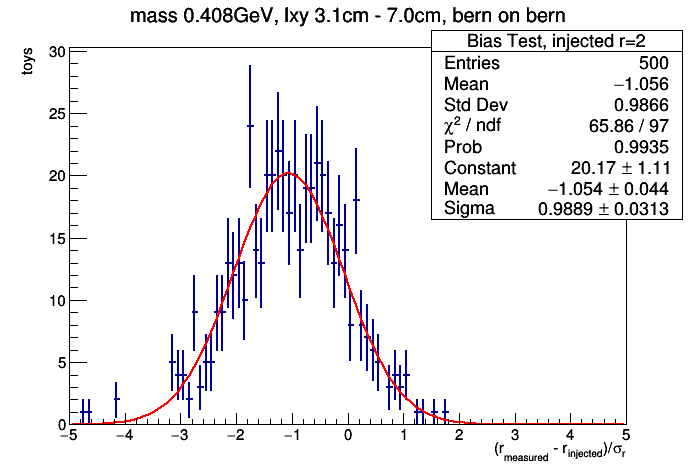 mass 0.408GeV, lxy 3.1cm - 7.0cm, bern on bern
Bias Test, injected r=2
Entries 500
Mean −1.056
Std Dev 0.9866
χ² / ndf 65.86 / 97
Prob 0.9935
Constant 20.17 ± 1.11
Mean −1.054 ± 0.044
Sigma 0.9889 ± 0.0313
toys
30
25
20
15
10
5
0
−5 −4 −3 −2 −1 0 1 2 3 4 5
(r_measured - r_injected)/σ_r